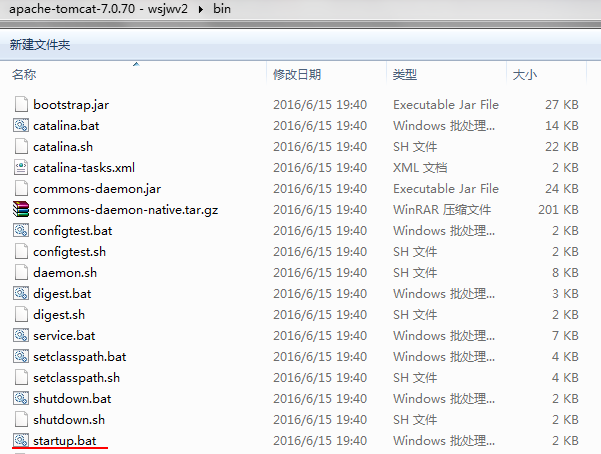 apache-tomcat-7.0.70 - wsjwv2 ▸ bin
新建文件夹
名称 修改日期 类型 大小
bootstrap.jar 2016/6/15 19:40 Executable Jar File 27 KB
catalina.bat 2016/6/15 19:40 Windows 批处理... 14 KB
catalina.sh 2016/6/15 19:40 SH 文件 22 KB
catalina-tasks.xml 2016/6/15 19:40 XML 文档 2 KB
commons-daemon.jar 2016/6/15 19:40 Executable Jar File 24 KB
commons-daemon-native.tar.gz 2016/6/15 19:40 WinRAR 压缩文件 201 KB
configtest.bat 2016/6/15 19:40 Windows 批处理... 2 KB
configtest.sh 2016/6/15 19:40 SH 文件 2 KB
daemon.sh 2016/6/15 19:40 SH 文件 8 KB
digest.bat 2016/6/15 19:40 Windows 批处理... 3 KB
digest.sh 2016/6/15 19:40 SH 文件 2 KB
service.bat 2016/6/15 19:40 Windows 批处理... 7 KB
setclasspath.bat 2016/6/15 19:40 Windows 批处理... 4 KB
setclasspath.sh 2016/6/15 19:40 SH 文件 4 KB
shutdown.bat 2016/6/15 19:40 Windows 批处理... 2 KB
shutdown.sh 2016/6/15 19:40 SH 文件 2 KB
startup.bat 2016/6/15 19:40 Windows 批处理... 2 KB